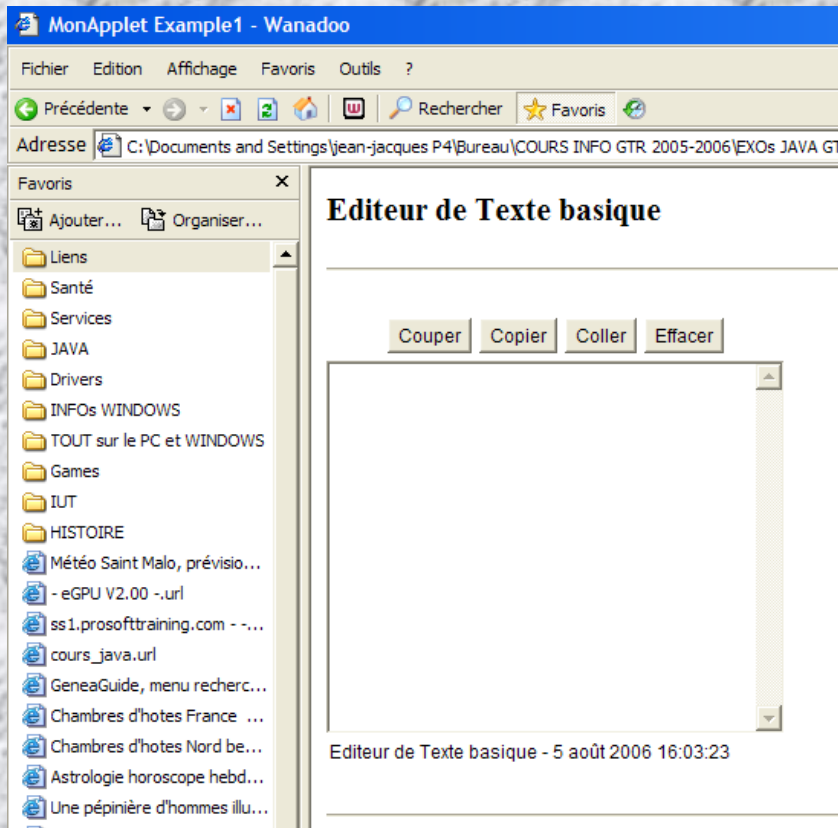 MonApplet Example1 - Wanadoo
Fichier Edition Affichage Favoris Outils ?
Précédente Rechercher Favoris
Adresse C:\Documents and Settings\jean-jacques P4\Bureau\COURS INFO GTR 2005-2006\EXOs JAVA GT
Favoris
Ajouter... Organiser...
Liens
Santé
Services
JAVA
Drivers
INFOs WINDOWS
TOUT sur le PC et WINDOWS
Games
IUT
HISTOIRE
Météo Saint Malo, prévisio...
- eGPU V2.00 -.url
ss1.prosofttraining.com - -...
cours_java.url
GeneaGuide, menu recherc...
Chambres d'hotes France ...
Chambres d'hotes Nord be...
Astrologie horoscope hebd...
Une pépinière d'hommes illu...
Editeur de Texte basique
Couper Copier Coller Effacer
Editeur de Texte basique - 5 août 2006 16:03:23